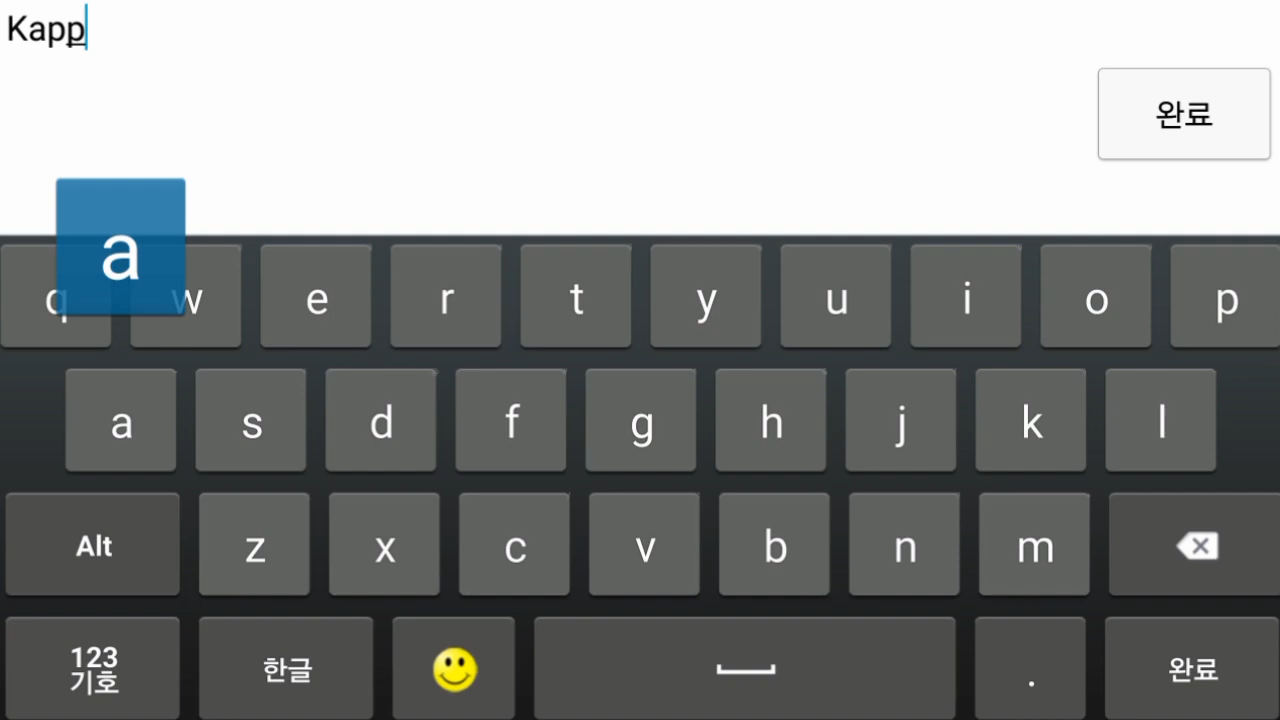 Kapp
완료
a
q w e r t y u i o p
a s d f g h j k l
Alt z x c v b n m
123
기호
한글
.
완료